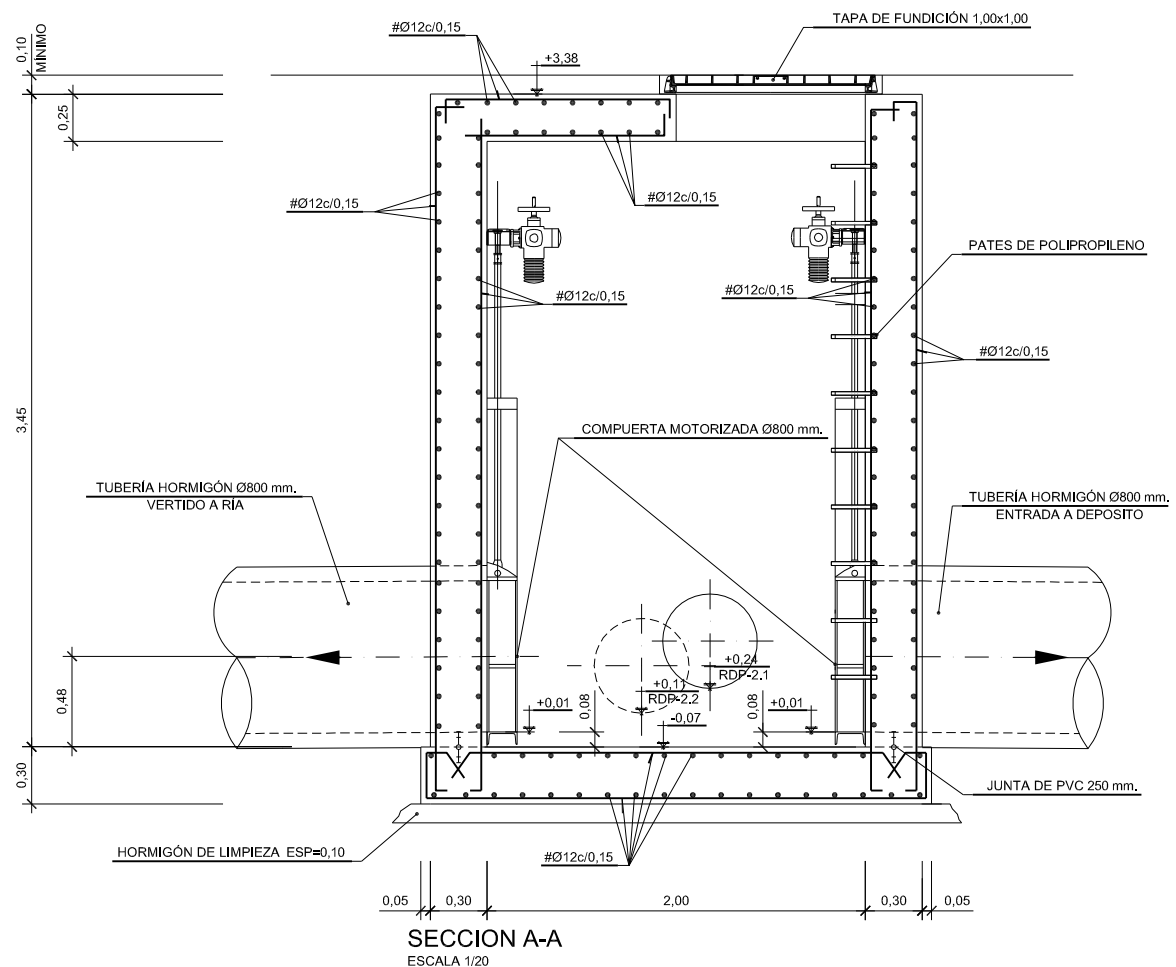 TAPA DE FUNDICIÓN 1,00x1,00
#Ø12c/0,15
0,10
MÍNIMO
+3,38
0,25
#Ø12c/0,15
#Ø12c/0,15
PATES DE POLIPROPILENO
#Ø12c/0,15
#Ø12c/0,15
#Ø12c/0,15
3,45
COMPUERTA MOTORIZADA Ø800 mm.
TUBERÍA HORMIGÓN Ø800 mm.
VERTIDO A RÍA
TUBERÍA HORMIGÓN Ø800 mm.
ENTRADA A DEPOSITO
+0,24
RDP-2.1
+0,11
RDP-2.2
0,48
+0,01
0,08
-0,07
0,08
+0,01
0,30
JUNTA DE PVC 250 mm.
HORMIGÓN DE LIMPIEZA ESP=0,10
#Ø12c/0,15
0,05
0,30
2,00
0,30
0,05
SECCION A-A
ESCALA 1/20